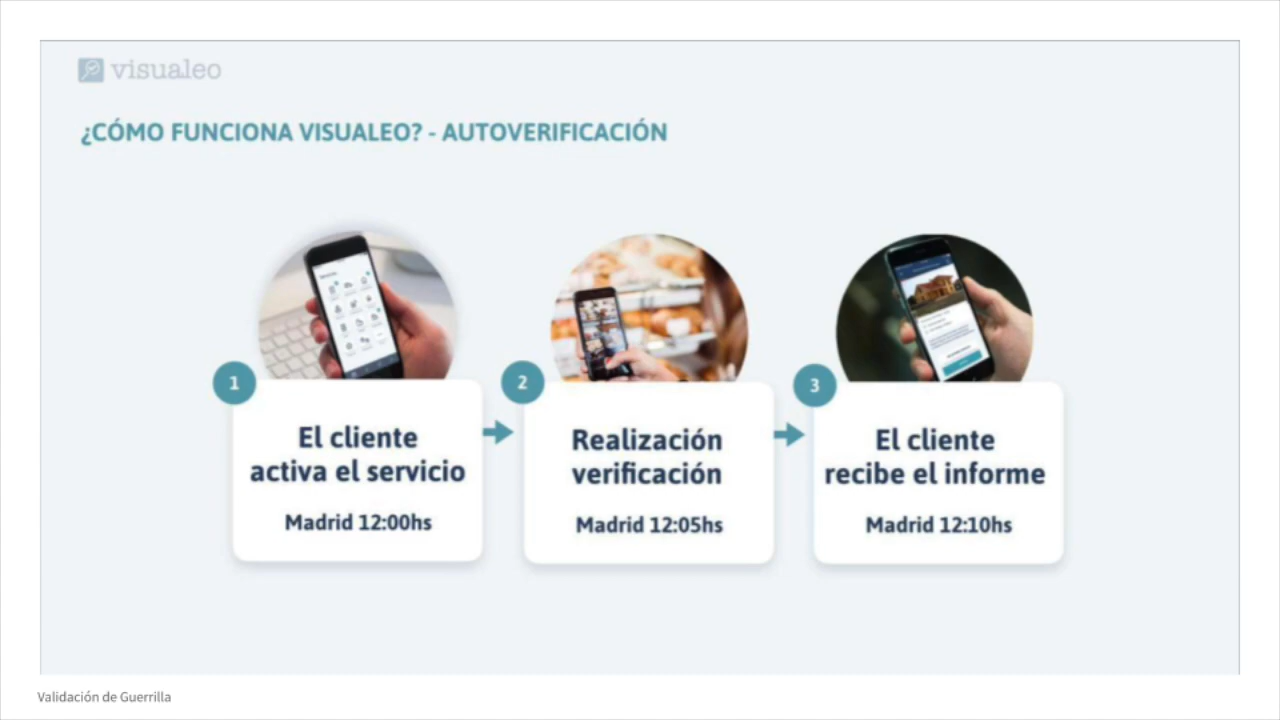 visualeo
¿CÓMO FUNCIONA VISUALEO? - AUTOVERIFICACIÓN
1
El cliente
activa el servicio
Madrid 12:00hs
2
Realización
verificación
Madrid 12:05hs
3
El cliente
recibe el informe
Madrid 12:10hs
Validación de Guerrilla